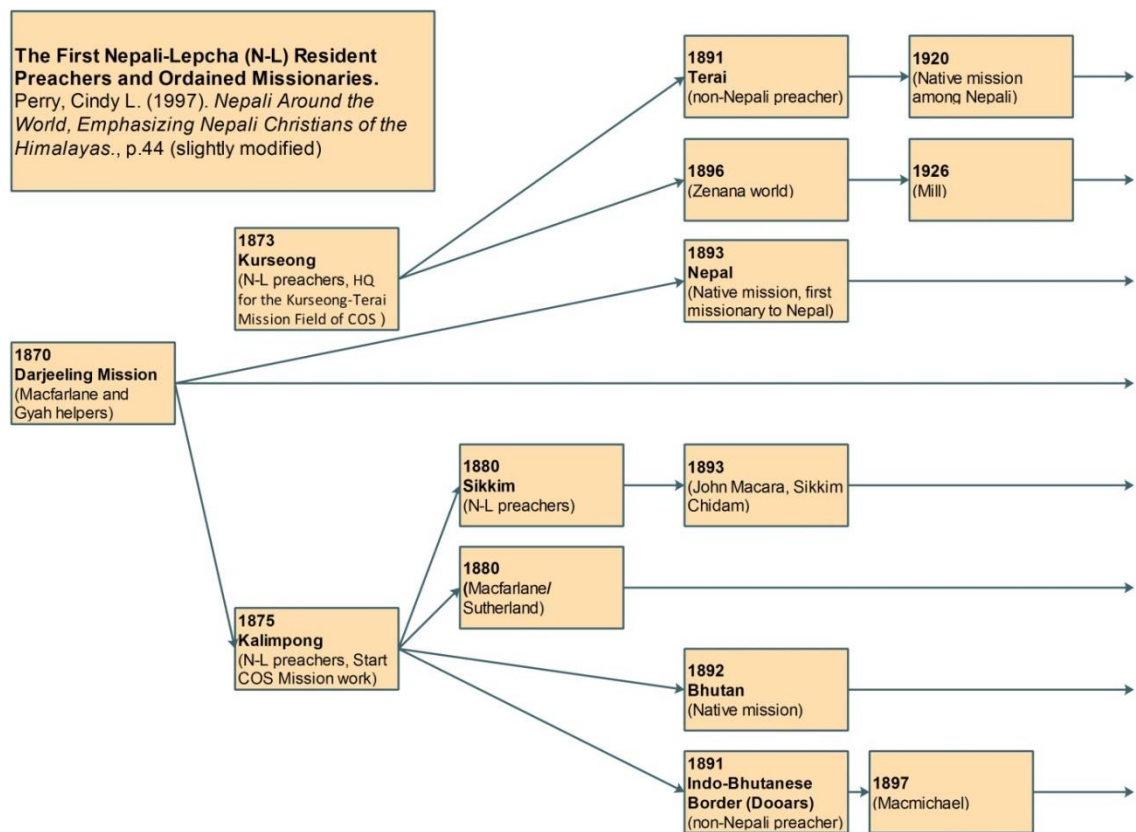 The First Nepali-Lepcha (N-L) Resident
Preachers and Ordained Missionaries.
Perry, Cindy L. (1997). Nepali Around the
World, Emphasizing Nepali Christians of the
Himalayas., p.44 (slightly modified)
1891
Terai
(non-Nepali preacher)
1920
(Native mission
among Nepali)
1896
(Zenana world)
1926
(Mill)
1873
Kurseong
(N-L preachers, HQ
for the Kurseong-Terai
Mission Field of COS )
1893
Nepal
(Native mission, first
missionary to Nepal)
1870
Darjeeling Mission
(Macfarlane and
Gyah helpers)
1880
Sikkim
(N-L preachers)
1893
(John Macara, Sikkim
Chidam)
1880
(Macfarlane/
Sutherland)
1875
Kalimpong
(N-L preachers, Start
COS Mission work)
1892
Bhutan
(Native mission)
1891
Indo-Bhutanese
Border (Dooars)
(non-Nepali preacher)
1897
(Macmichael)